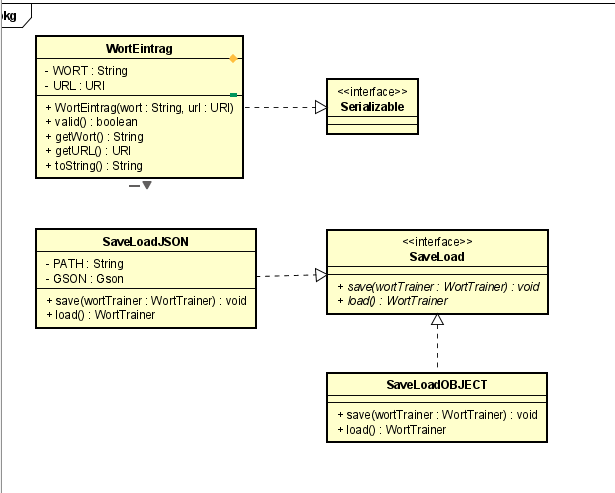 pkg
WortEintrag
- WORT : String
- URL : URI
+ WortEintrag(wort : String, url : URI)
+ valid() : boolean
+ getWort() : String
+ getURL() : URI
+ toString() : String
<<interface>>
Serializable
SaveLoadJSON
- PATH : String
- GSON : Gson
+ save(wortTrainer : WortTrainer) : void
+ load() : WortTrainer
<<interface>>
SaveLoad
+ save(wortTrainer : WortTrainer) : void
+ load() : WortTrainer
SaveLoadOBJECT
+ save(wortTrainer : WortTrainer) : void
+ load() : WortTrainer